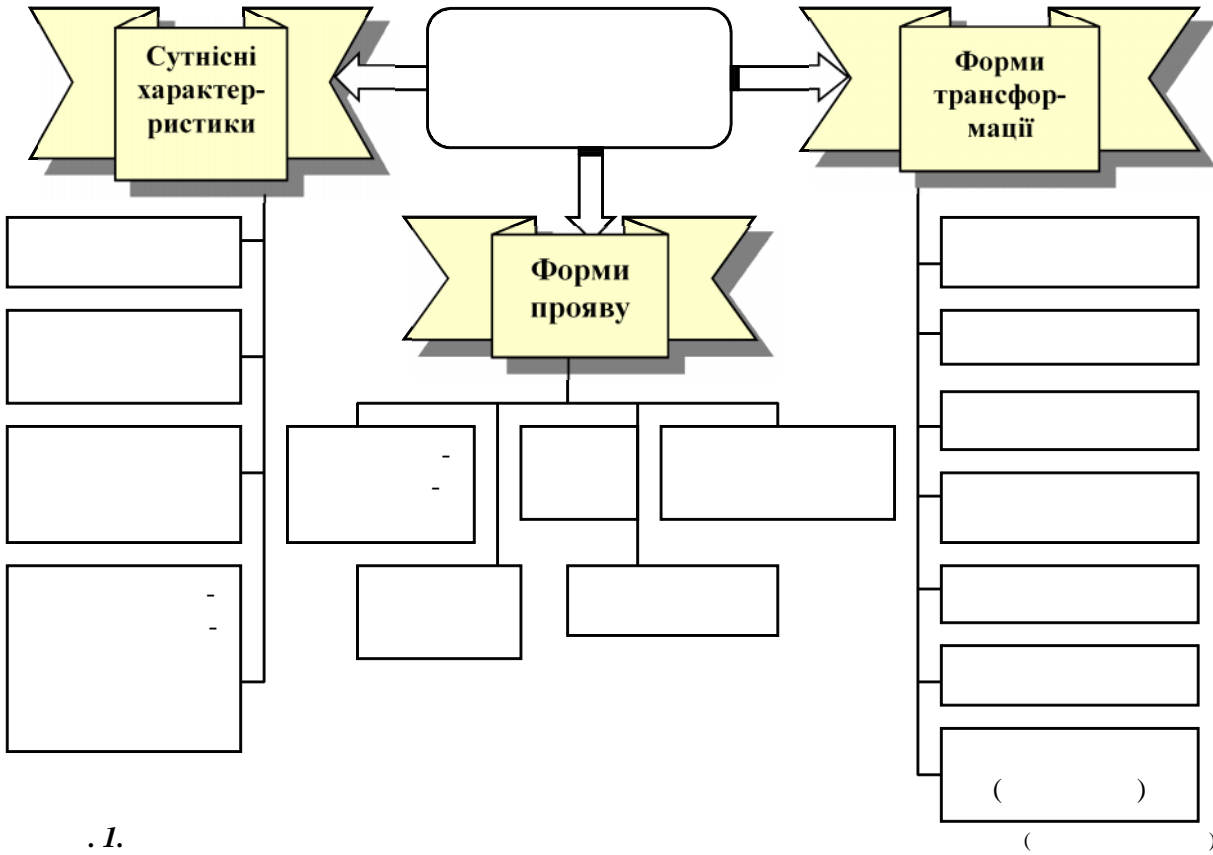 Сутнісні
характер-
ристики
Форми
трансфор-
мації
Форми
прояву
-
-
-
-
( )
. 1.
( )